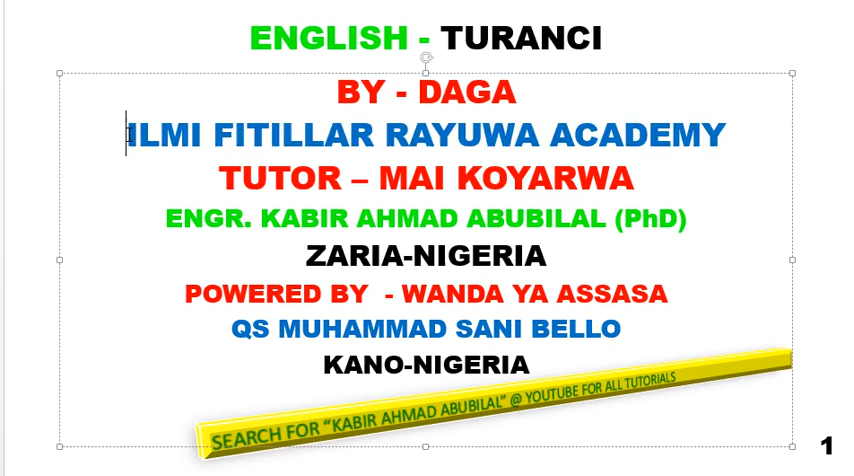 ENGLISH - TURANCI
BY - DAGA
ILMI FITILLAR RAYUWA ACADEMY
TUTOR – MAI KOYARWA
ENGR. KABIR AHMAD ABUBILAL (PhD)
ZARIA-NIGERIA
POWERED BY - WANDA YA ASSASA
QS MUHAMMAD SANI BELLO
KANO-NIGERIA
SEARCH FOR “KABIR AHMAD ABUBILAL” @ YOUTUBE FOR ALL TUTORIALS
1